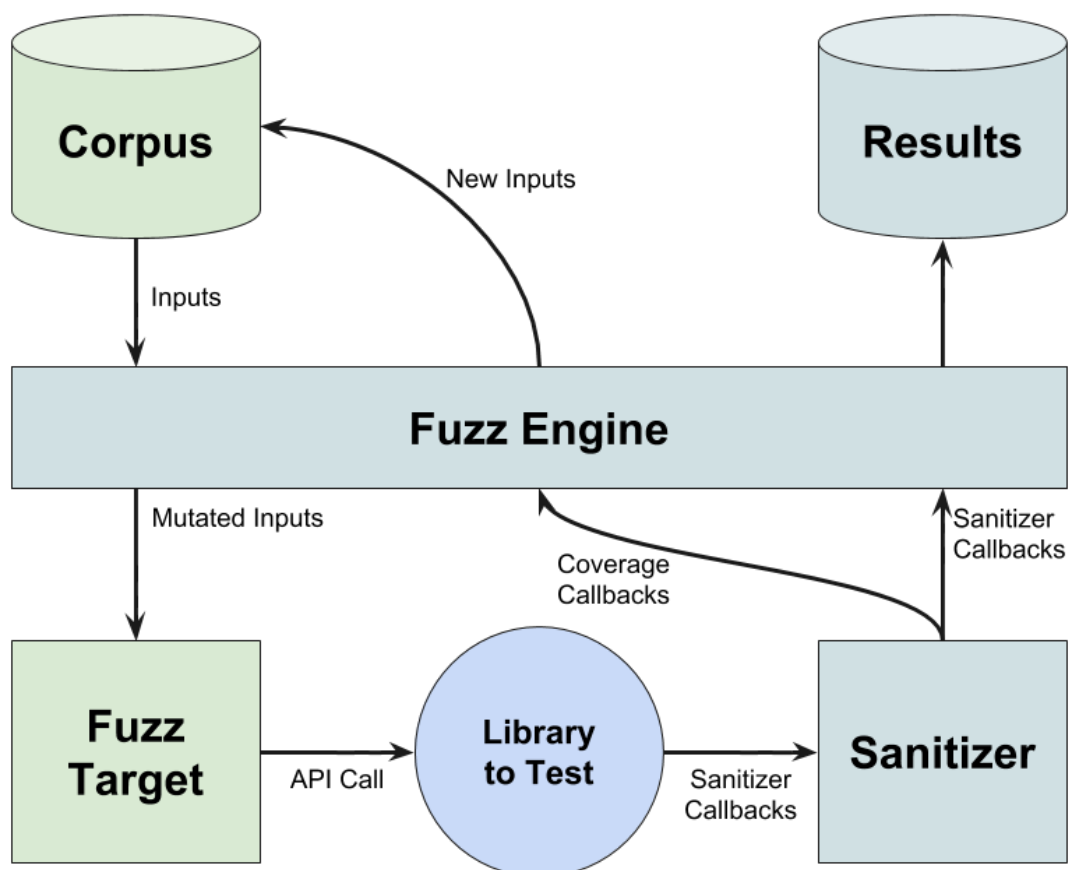 Corpus
Results
New Inputs
Inputs
Fuzz Engine
Mutated Inputs
Sanitizer
Callbacks
Coverage
Callbacks
Fuzz
Target
API Call
Library
to Test
Sanitizer
Callbacks
Sanitizer